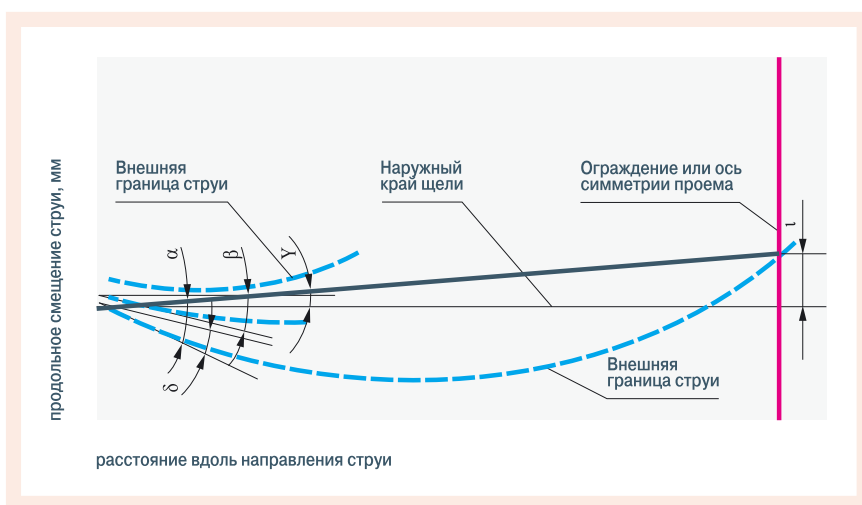 Внешняя
граница струи
Наружный
край щели
Ограждение или ось
симметрии проема
продольное смещение струи, мм
α
β
γ
ι
δ
Внешняя
граница струи
расстояние вдоль направления струи